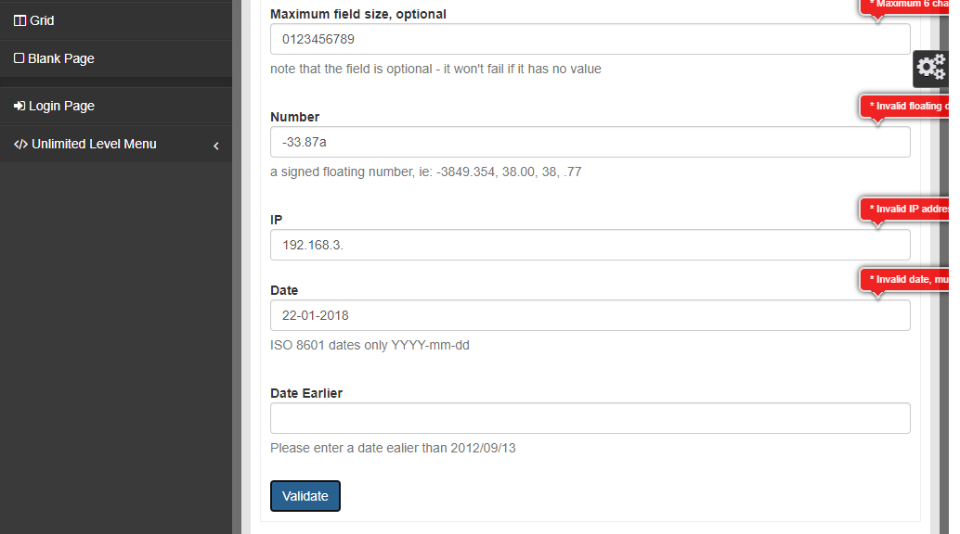 Grid
Blank Page
Login Page
Unlimited Level Menu
Maximum field size, optional
* Maximum 6 cha
0123456789
note that the field is optional - it won't fail if it has no value
Number
* Invalid floating d
-33.87a
a signed floating number, ie: -3849.354, 38.00, 38, .77
IP
* Invalid IP addres
192.168.3.
Date
* Invalid date, mu
22-01-2018
ISO 8601 dates only YYYY-mm-dd
Date Earlier
Please enter a date ealier than 2012/09/13
Validate